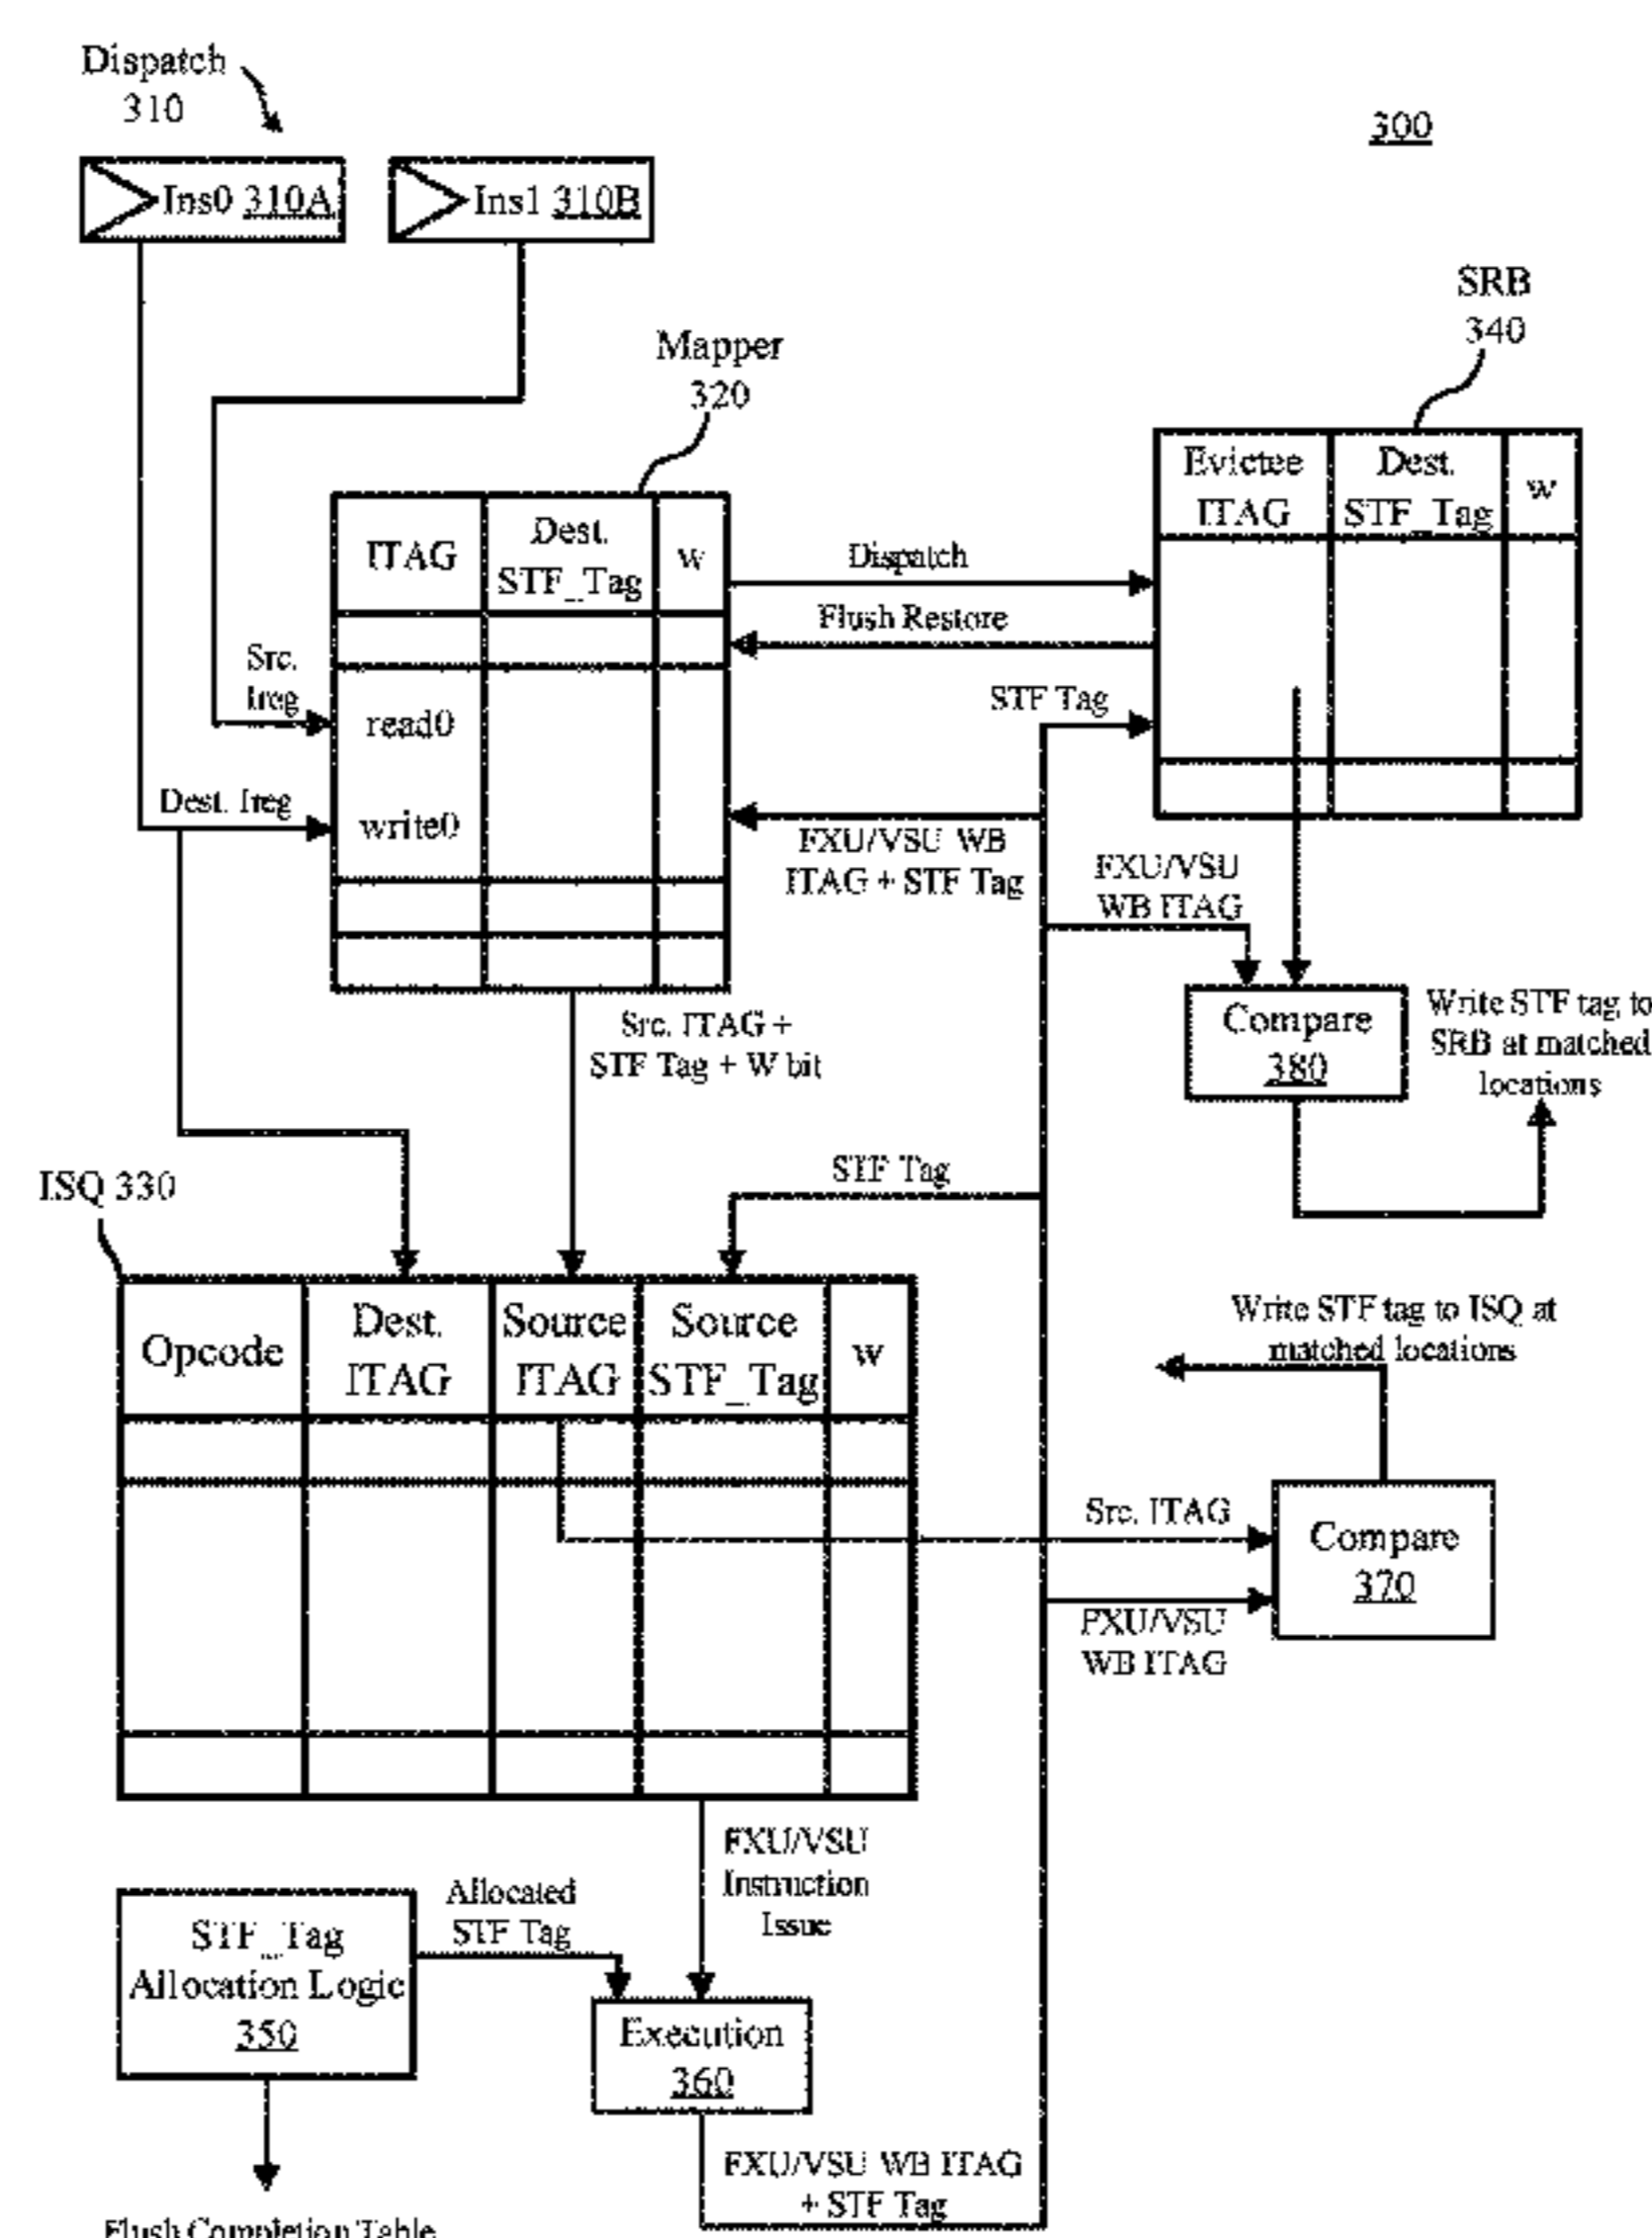 Dispatch
310
300
Ins0 310A
Ins1 310B
SRB
340
Mapper
320
Evictee
ITAG
Dest.
STF_Tag
w
ITAG
Dest.
STF_Tag
w
Dispatch
Flush Restore
Src.
Ireg
read0
STF Tag
Dest. Ireg
write0
FXU/VSU WB
ITAG + STF Tag
FXU/VSU
WB ITAG
Compare
380
Write STF tag to
SRB at matched
locations
Src. ITAG +
STF Tag + W bit
ISQ 330
STF Tag
Opcode
Dest.
ITAG
Source
ITAG
Source
STF_Tag
w
Write STF tag to ISQ at
matched locations
Src. ITAG
Compare
370
FXU/VSU
WB ITAG
FXU/VSU
Instruction
Issue
Allocated
STF Tag
STF_Tag
Allocation Logic
350
Execution
360
FXU/VSU WB ITAG
+ STF Tag
Flush Completion Table